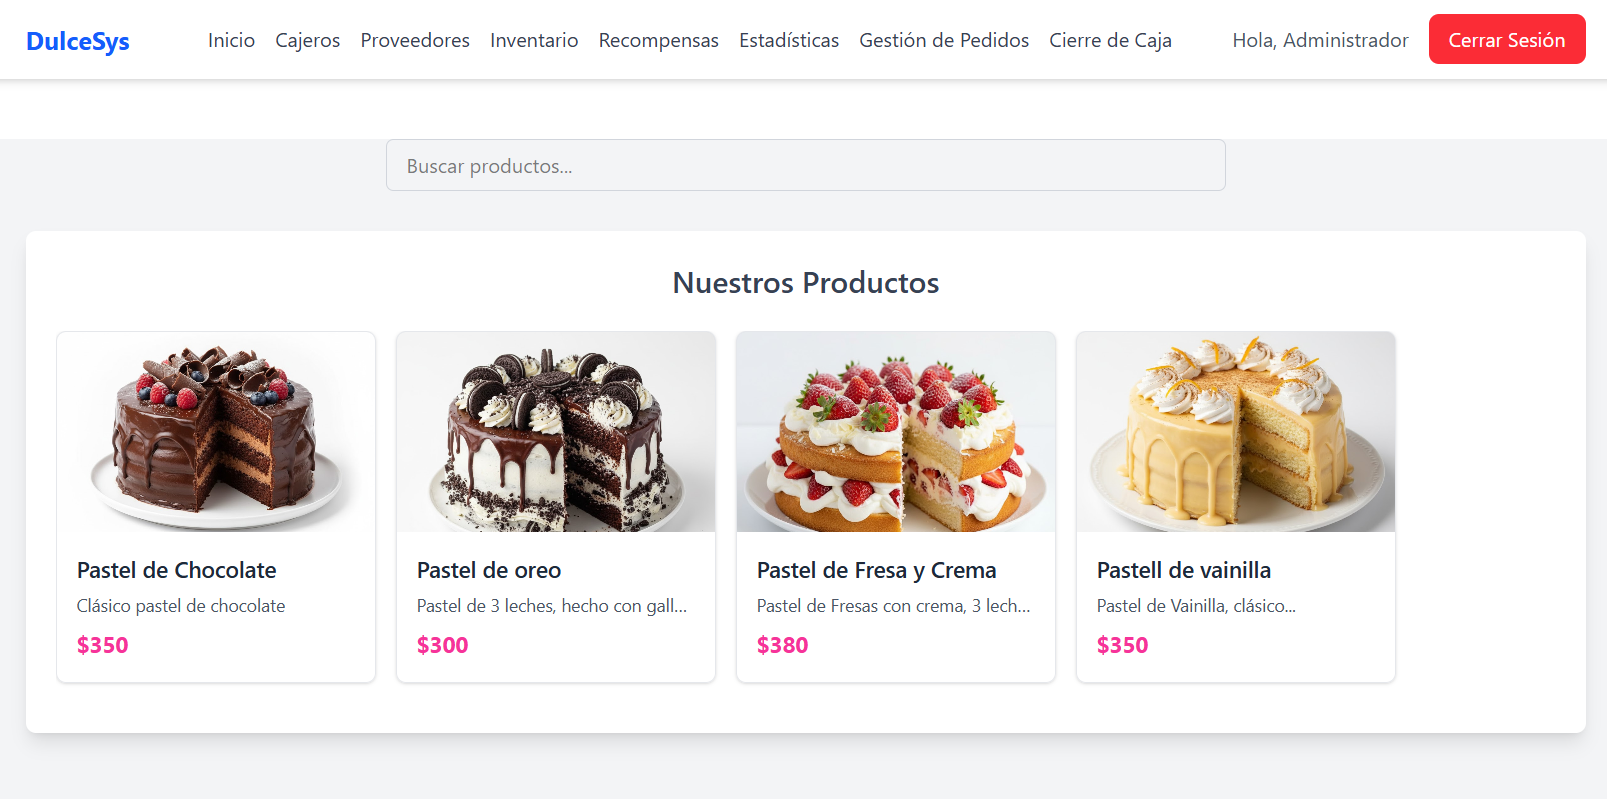 DulceSys
Inicio
Cajeros
Proveedores
Inventario
Recompensas
Estadísticas
Gestión de Pedidos
Cierre de Caja
Hola, Administrador
Cerrar Sesión
Buscar productos...
Nuestros Productos
Pastel de Chocolate
Clásico pastel de chocolate
$350
Pastel de oreo
Pastel de 3 leches, hecho con gall...
$300
Pastel de Fresa y Crema
Pastel de Fresas con crema, 3 lech...
$380
Pastell de vainilla
Pastel de Vainilla, clásico...
$350